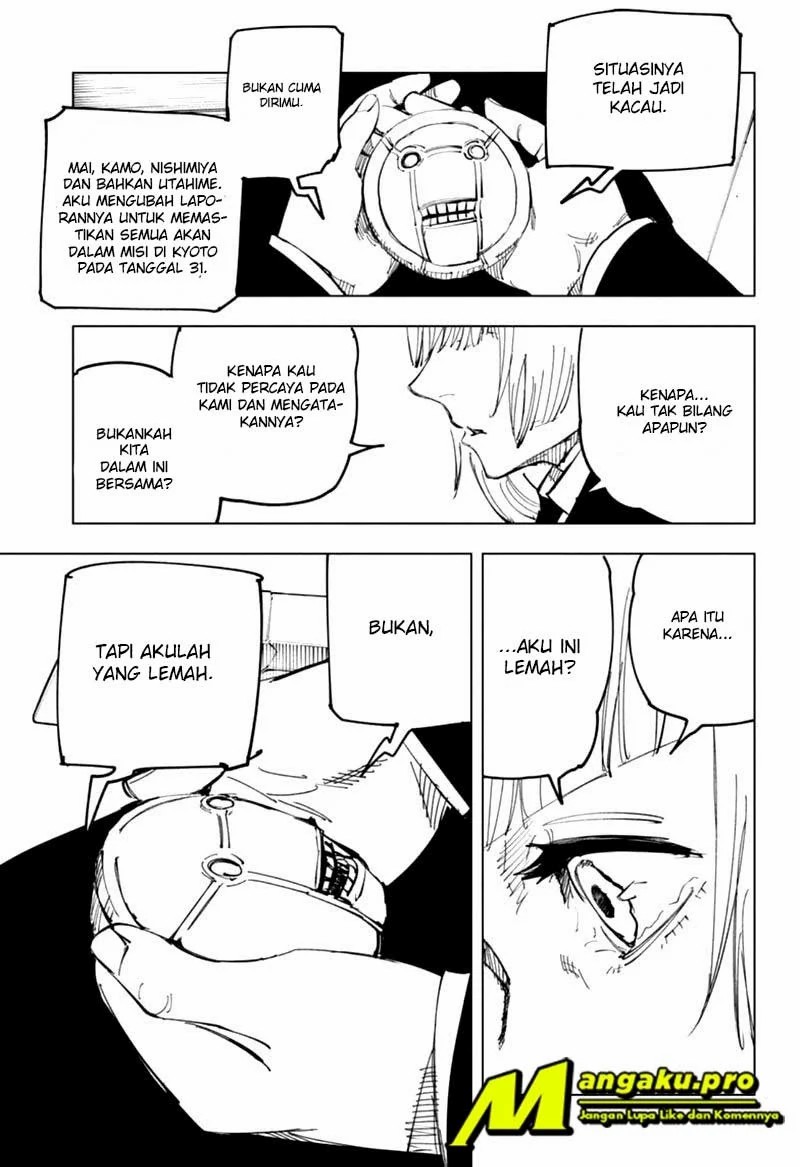 SITUASINYA
TELAH JADI
KACAU.
BUKAN CUMA
DIRIMU.
MAI, KAMO, NISHIMIYA
DAN BAHKAN UTAHIME.
AKU MENGUBAH LAPO-
RANNYA UNTUK MEMAS-
TIKAN SEMUA AKAN
DALAM MISI DI KYOTO
PADA TANGGAL 31.
KENAPA...
KAU TAK BILANG
APAPUN?
KENAPA KAU
TIDAK PERCAYA PADA
KAMI DAN MENGATA-
KANNYA?
BUKANKAH
KITA
DALAM INI
BERSAMA?
APA ITU
KARENA...
...AKU INI
LEMAH?
BUKAN,
TAPI AKULAH
YANG LEMAH.
Mangaku.pro
Jangan Lupa Like dan Komennya